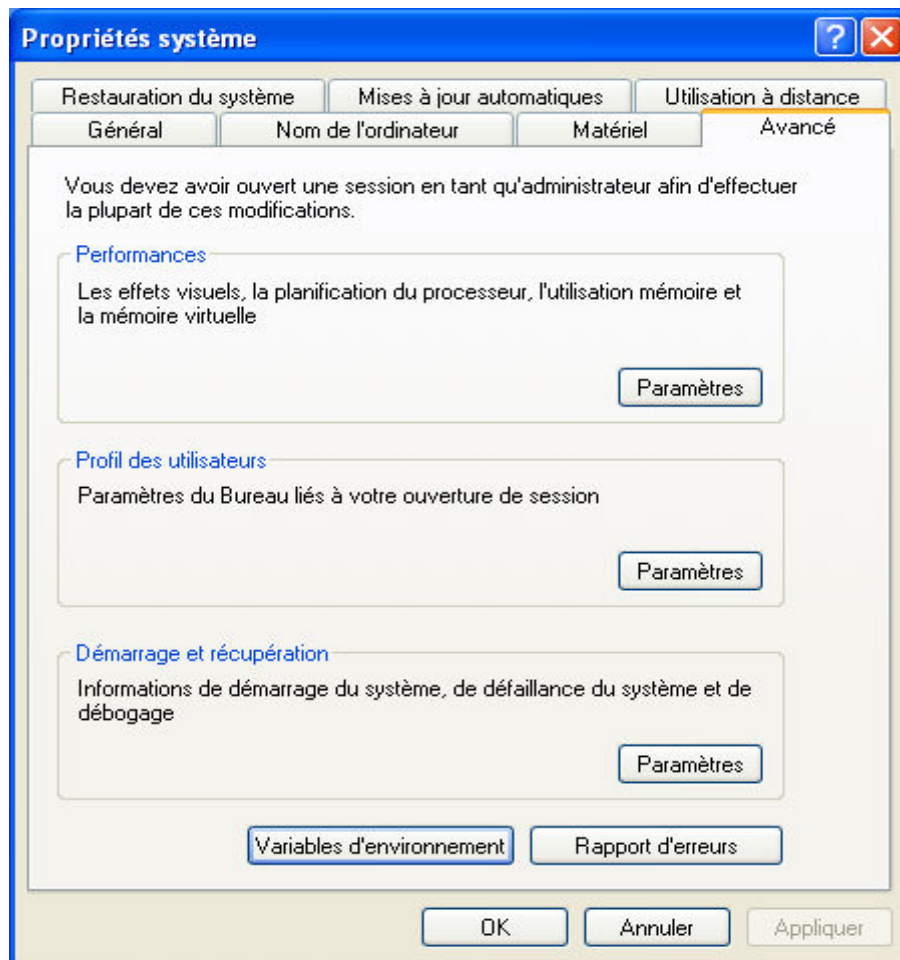 Propriétés système
Restauration du système
Mises à jour automatiques
Utilisation à distance
Général
Nom de l'ordinateur
Matériel
Avancé
Vous devez avoir ouvert une session en tant qu'administrateur afin d'effectuer
la plupart de ces modifications.
Performances
Les effets visuels, la planification du processeur, l'utilisation mémoire et
la mémoire virtuelle
Paramètres
Profil des utilisateurs
Paramètres du Bureau liés à votre ouverture de session
Paramètres
Démarrage et récupération
Informations de démarrage du système, de défaillance du système et de
débogage
Paramètres
Variables d'environnement
Rapport d'erreurs
OK
Annuler
Appliquer